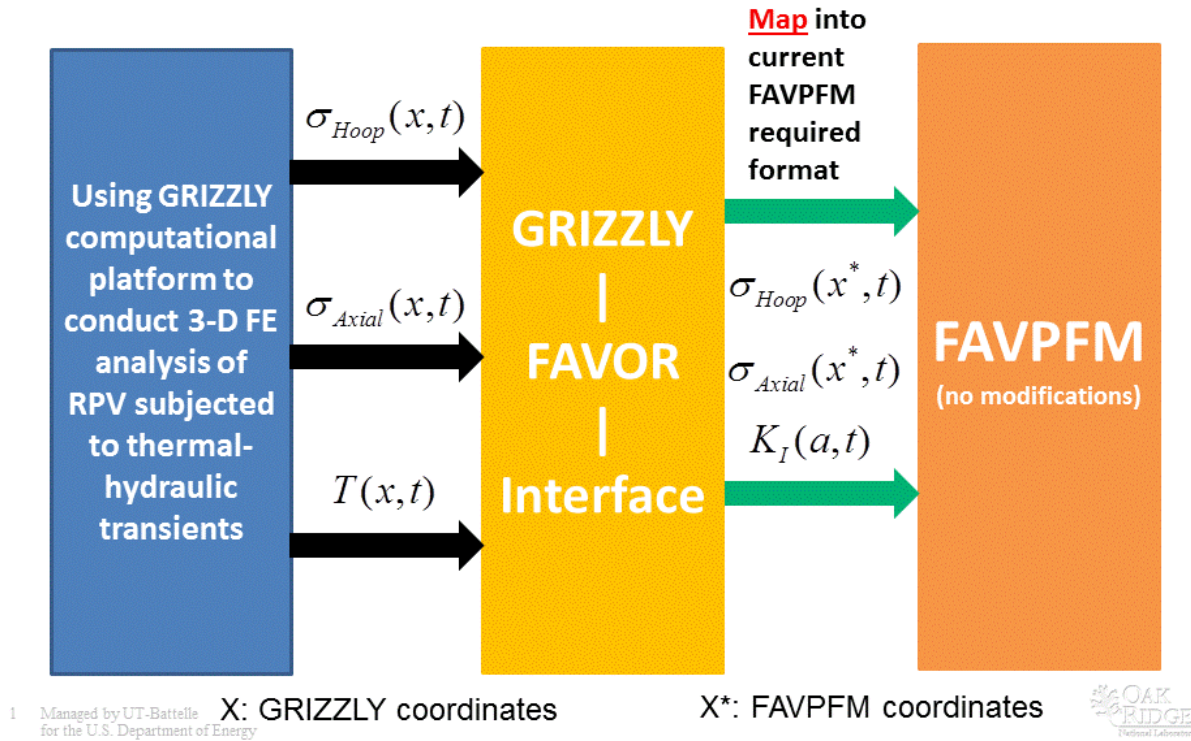 Using GRIZZLY
computational
platform to
conduct 3-D FE
analysis of
RPV subjected
to thermal-
hydraulic
transients
σHoop(x,t)
σAxial(x,t)
T(x,t)
GRIZZLY
|
FAVOR
|
Interface
Map into
current
FAVPFM
required
format
σHoop(x*,t)
σAxial(x*,t)
KI(a,t)
FAVPFM
(no modifications)
X: GRIZZLY coordinates
X*: FAVPFM coordinates
1 Managed by UT-Battelle
for the U.S. Department of Energy
OAK
RIDGE
National Laborator